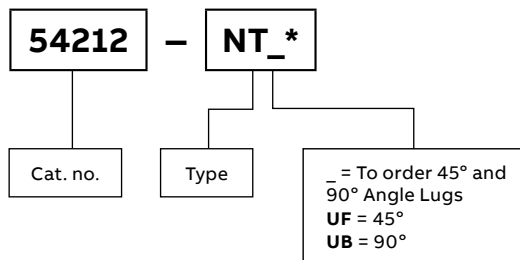 54212 – NT_*
Cat. no.
Type
_ = To order 45° and
90° Angle Lugs
UF = 45°
UB = 90°